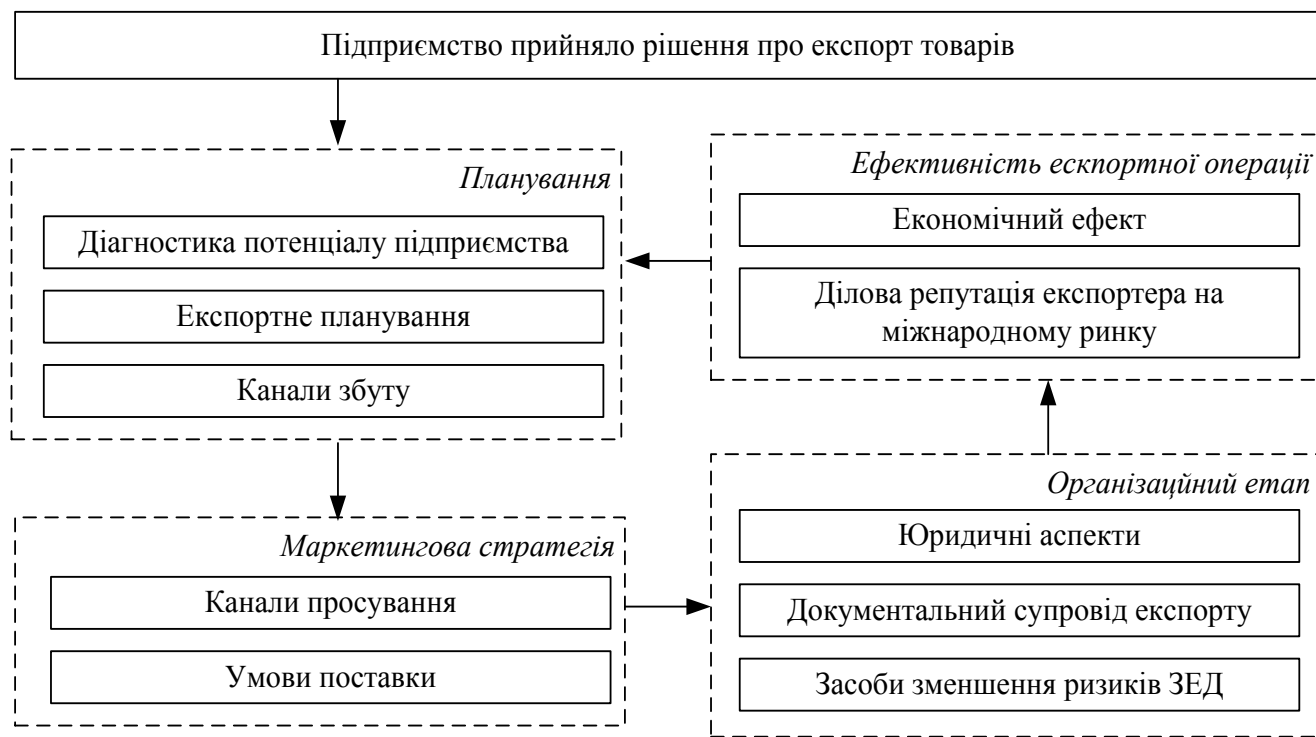 Підприємство прийняло рішення про експорт товарів
Планування
Діагностика потенціалу підприємства
Експортне планування
Канали збуту
Маркетингова стратегія
Канали просування
Умови поставки
Ефективність ескпортної операції
Економічний ефект
Ділова репутація експортера на
міжнародному ринку
Організаційний етап
Юридичні аспекти
Документальний супровід експорту
Засоби зменшення ризиків ЗЕД